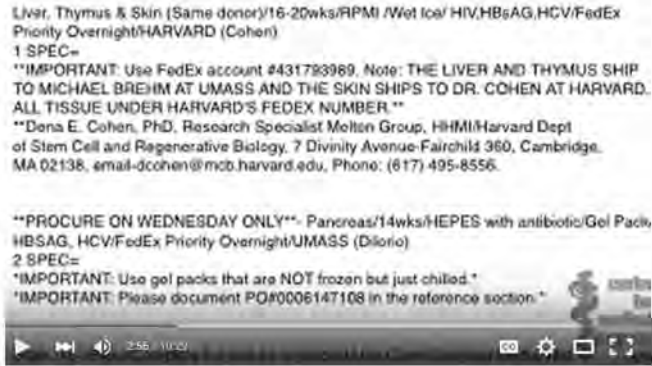 Liver, Thymus & Skin (Same donor)/16-20wks/RPMI /Wet Ice/ HIV,HBsAG,HCV/FedEx
Priority Overnight/HARVARD (Cohen)
1 SPEC=
**IMPORTANT: Use FedEx account #431793989. Note: THE LIVER AND THYMUS SHIP
TO MICHAEL BREHM AT UMASS AND THE SKIN SHIPS TO DR. COHEN AT HARVARD.
ALL TISSUE UNDER HARVARD'S FEDEX NUMBER.**
**Dena E. Cohen, PhD, Research Specialist Melton Group, HHMI/Harvard Dept
of Stem Cell and Regenerative Biology, 7 Divinity Avenue-Fairchild 360, Cambridge,
MA 02138, email-dcohen@mcb.harvard.edu, Phone: (617) 495-8556.
**PROCURE ON WEDNESDAY ONLY**- Pancreas/14wks/HEPES with antibiotic/Gel Pack/
HBSAG, HCV/FedEx Priority Overnight/UMASS (Dilorio)
2 SPEC=
*IMPORTANT: Use gel packs that are NOT frozen but just chilled.*
*IMPORTANT: Please document PO#0006147108 in the reference section.*
2:56 /
CC